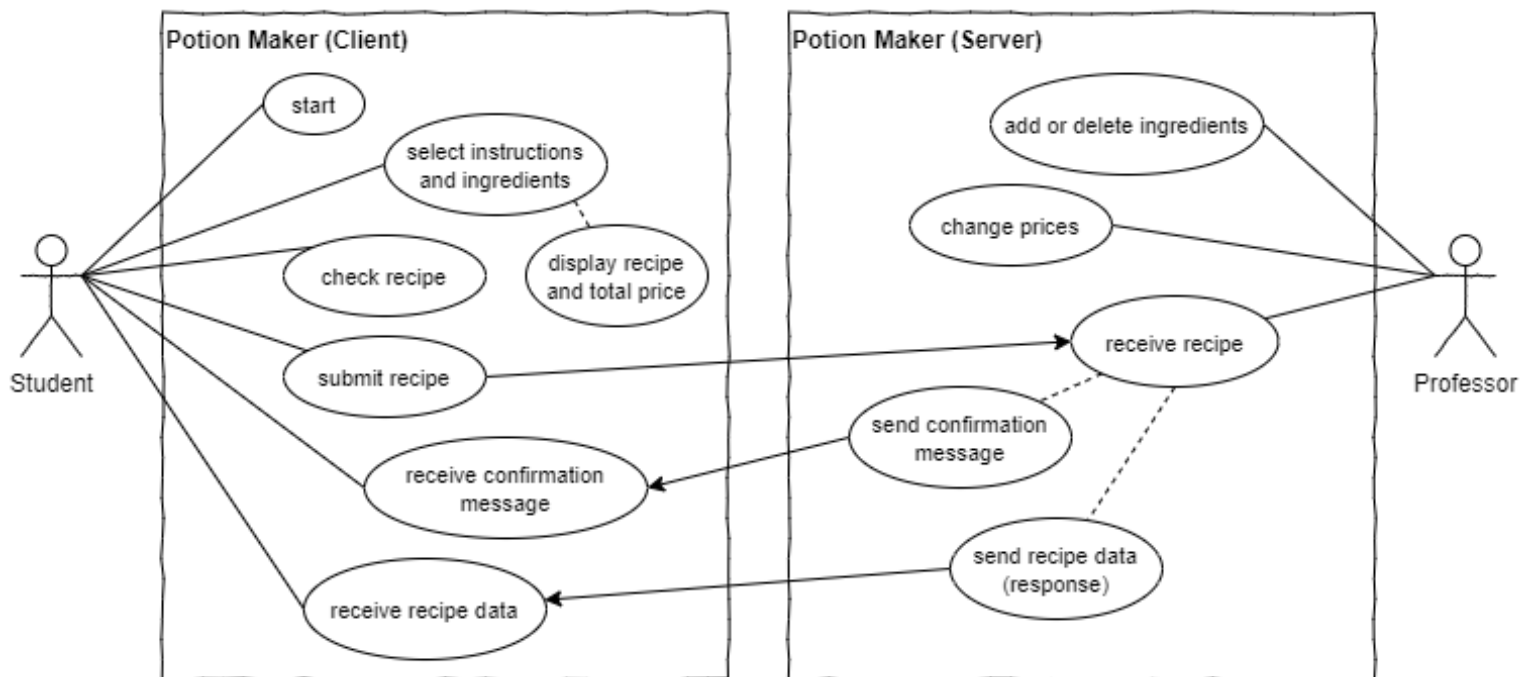 Potion Maker (Client)
start
select instructions
and ingredients
display recipe
and total price
check recipe
submit recipe
receive confirmation
message
receive recipe data
Student
Potion Maker (Server)
add or delete ingredients
change prices
receive recipe
send confirmation
message
send recipe data
(response)
Professor